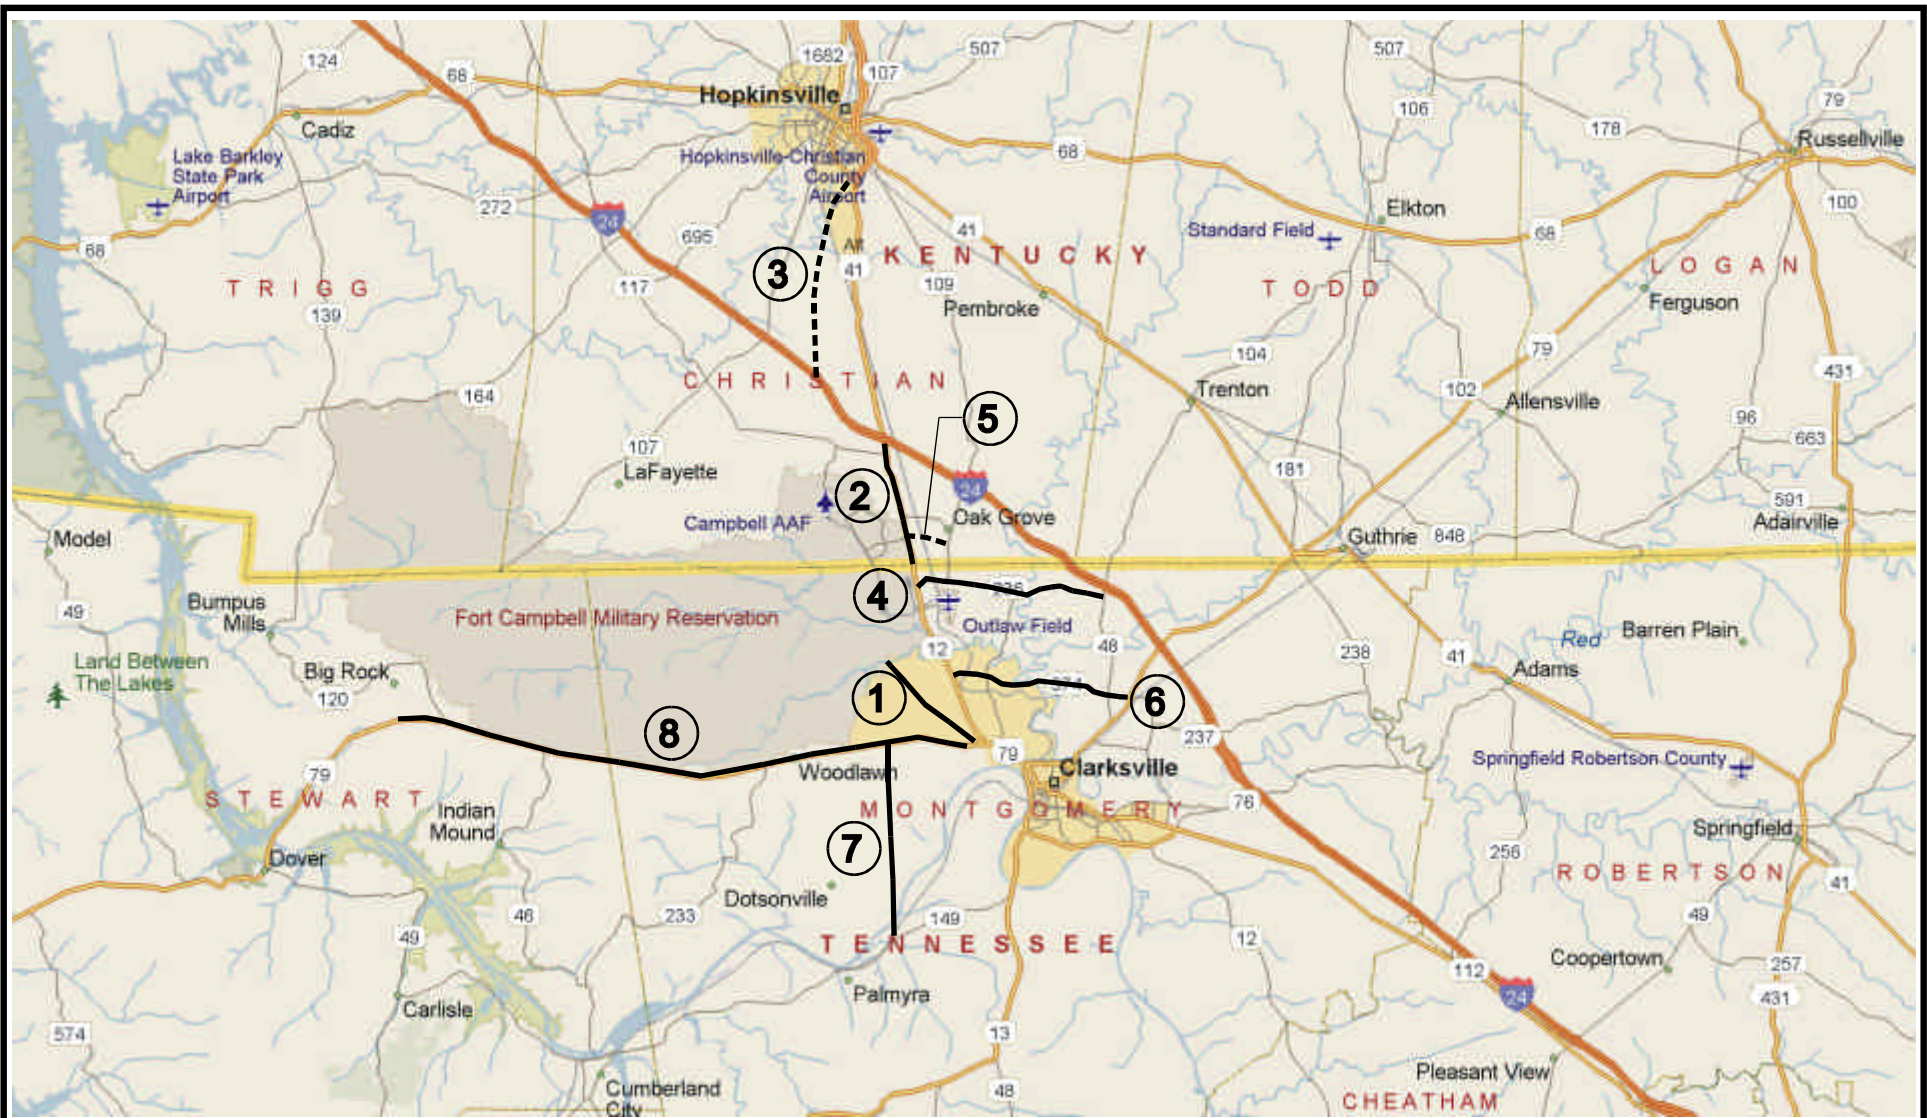 124
68
1682
107
507
507
Hopkinsville
106
79
178
Cadiz
Russellville
Lake Barkley
State Park
Airport
Hopkinsville-Christian
County
Airport
68
272
100
24
Elkton
695
41
Standard Field
68
68
Alt
KENTUCKY
3
41
LOGAN
TRIGG
117
109
TODD
Pembroke
Ferguson
139
104
79
CHRISTIAN
431
164
Trenton
102
Allensville
5
96
663
107
LaFayette
181
2
24
591
Campbell AAF
Oak Grove
Adairville
Model
Guthrie
848
4
49
Bumpus
Mills
Fort Campbell Military Reservation
Outlaw Field
Red
Barren Plain
12
48
238
41
Land Between
The Lakes
Big Rock
Adams
120
1
374
6
8
237
79
Springfield Robertson County
79
Woodlawn
Clarksville
STEWART
Indian
Mound
MONTGOMERY
76
Springfield
7
256
Dover
ROBERTSON
41
Dotsonville
46
233
149
49
49
TENNESSEE
12
Coopertown
112
257
Palmyra
24
431
Carlisle
574
13
Pleasant View
48
Cumberland
City
CHEATHAM